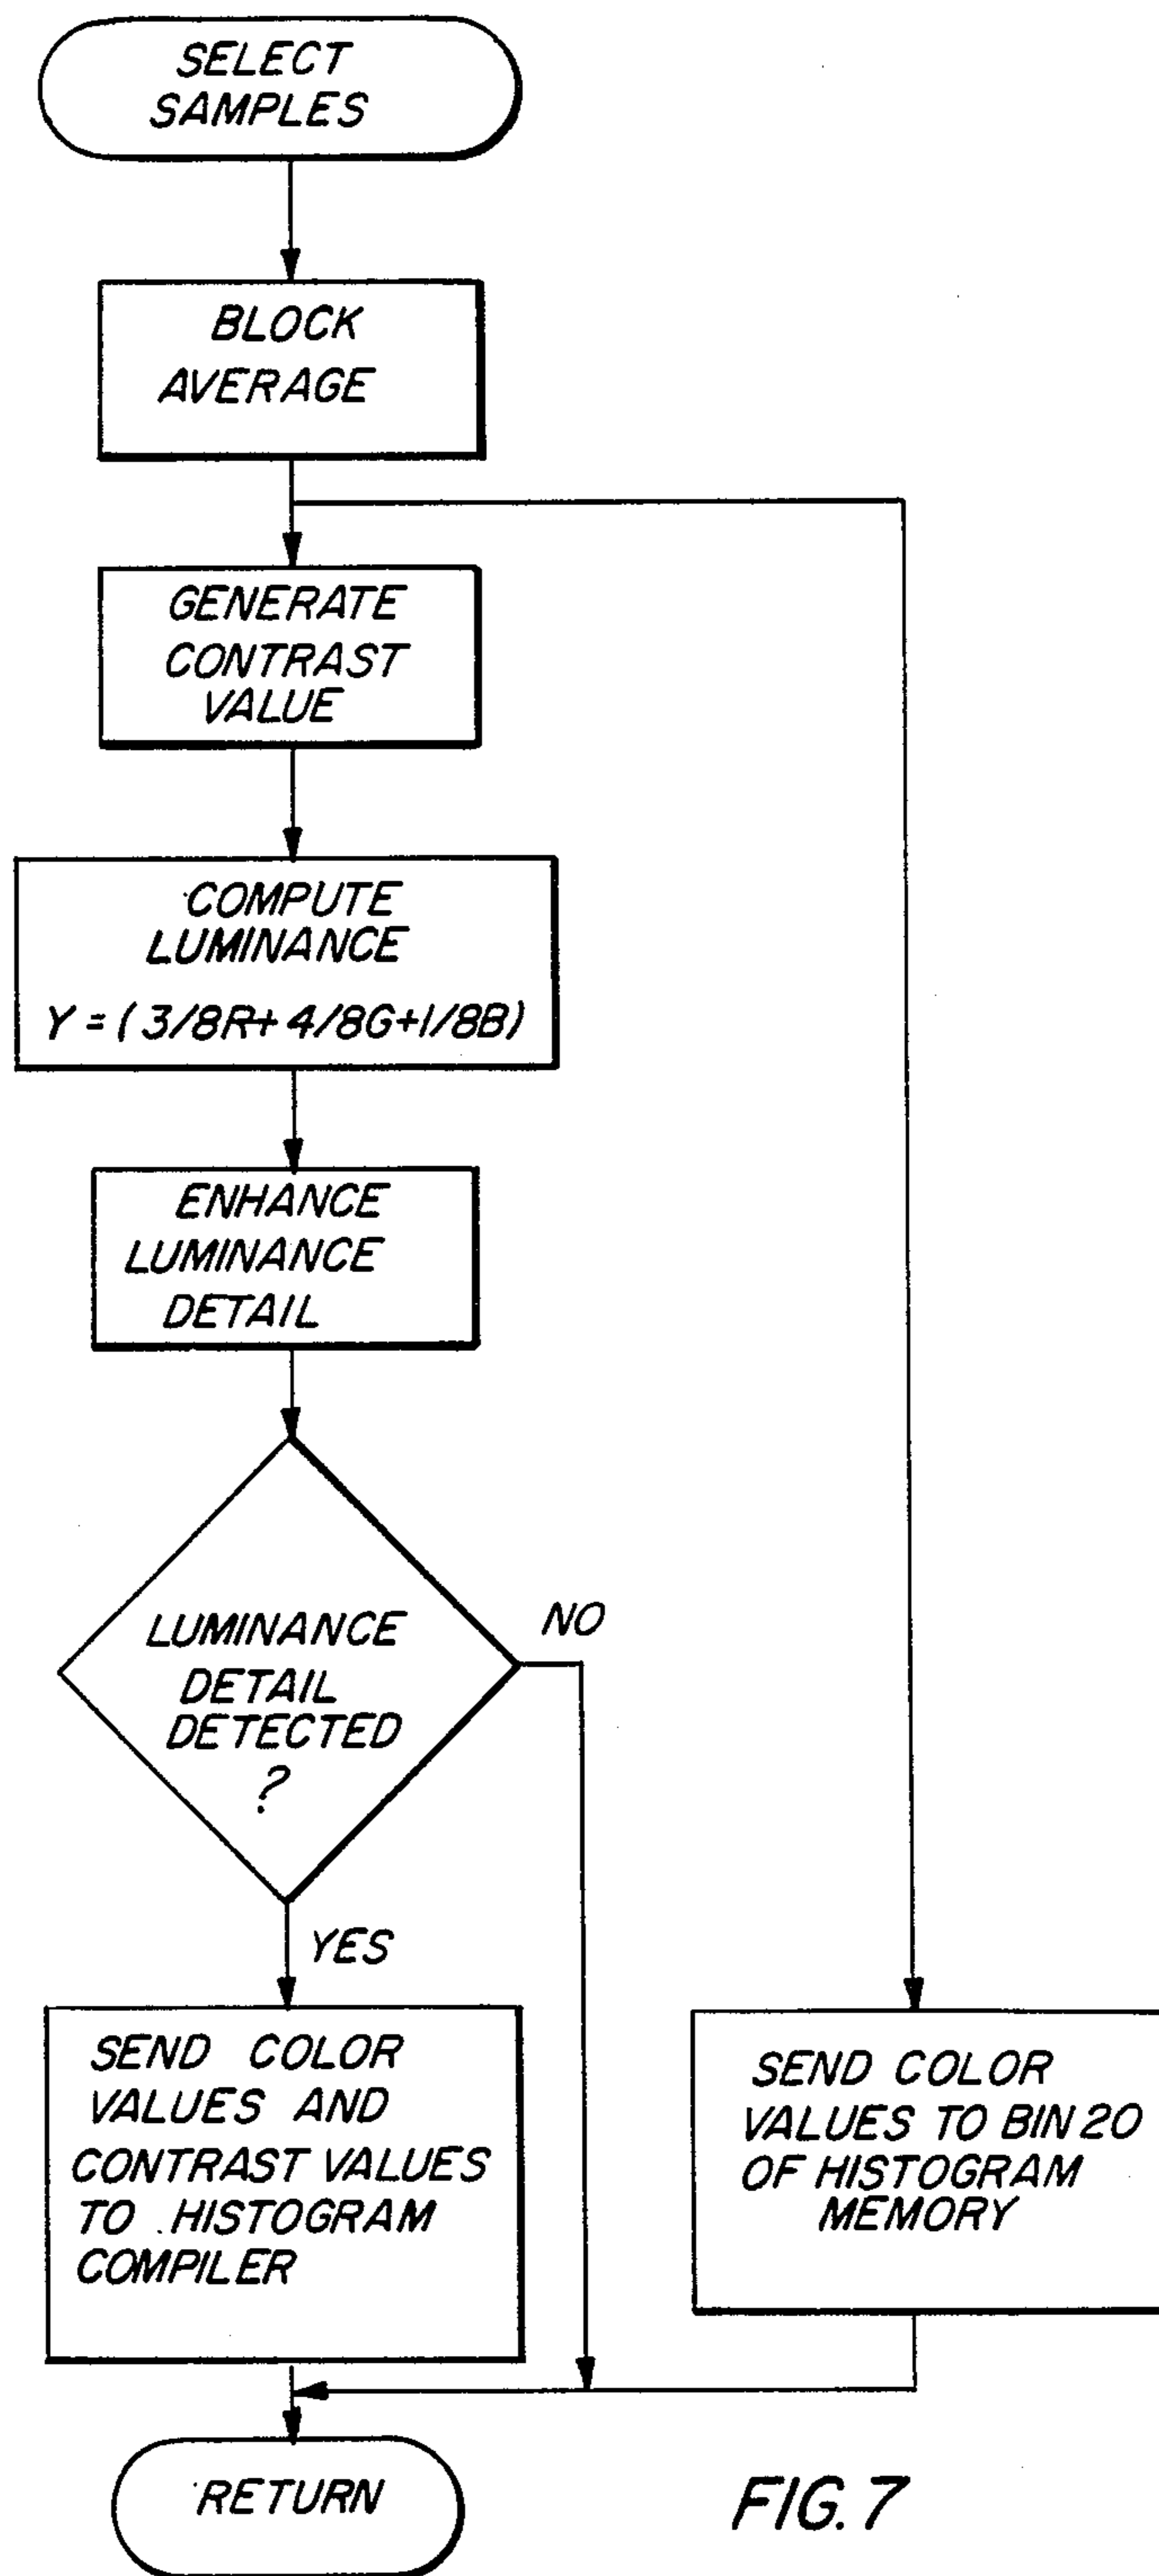 SELECT
SAMPLES
BLOCK
AVERAGE
GENERATE
CONTRAST
VALUE
COMPUTE
LUMINANCE
Y = (3/8R+4/8G+1/8B)
ENHANCE
LUMINANCE
DETAIL
LUMINANCE
DETAIL
DETECTED
?
NO
YES
SEND COLOR
VALUES AND
CONTRAST VALUES
TO HISTOGRAM
COMPILER
SEND COLOR
VALUES TO BIN 20
OF HISTOGRAM
MEMORY
RETURN
FIG. 7